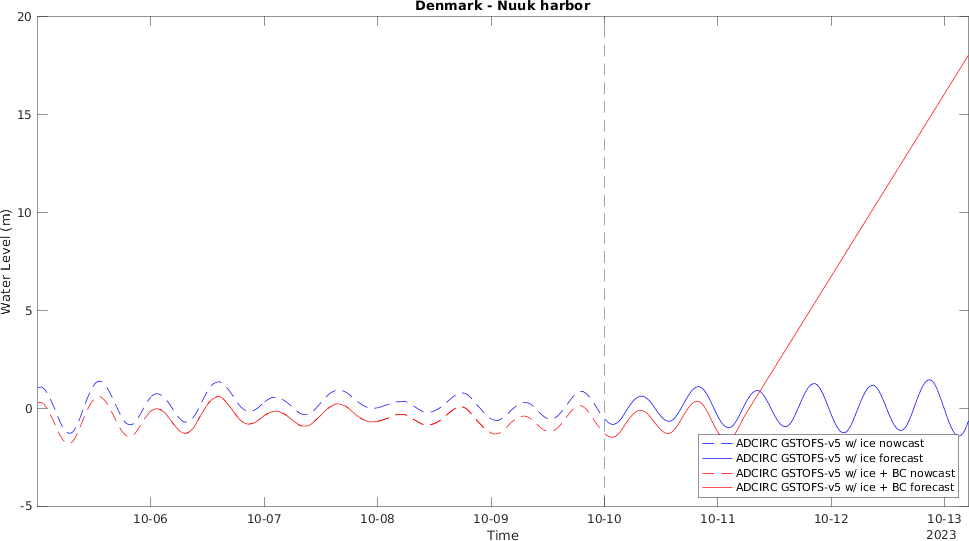 Denmark - Nuuk harbor
20
15
10
5
0
-5
Water Level (m)
10-06 10-07 10-08 10-09 10-10 10-11 10-12 10-13
Time
2023
ADCIRC GSTOFS-v5 w/ ice nowcast
ADCIRC GSTOFS-v5 w/ ice forecast
ADCIRC GSTOFS-v5 w/ ice + BC nowcast
ADCIRC GSTOFS-v5 w/ ice + BC forecast